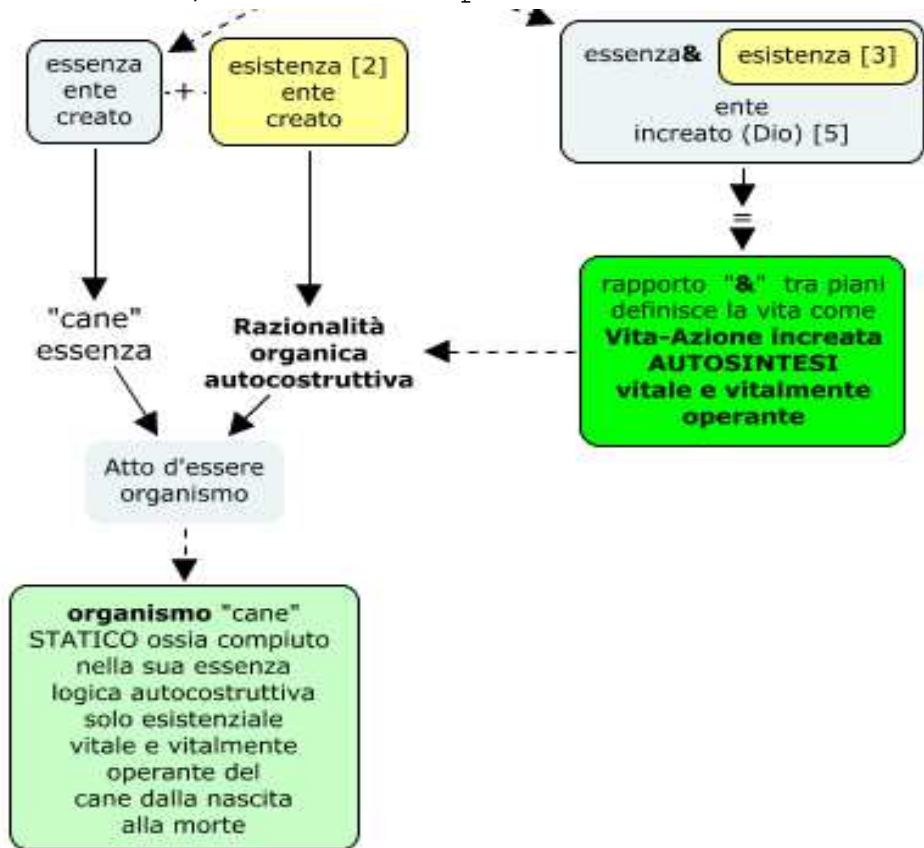 essenza
ente
creato
+
esistenza [2]
ente
creato
essenza& esistenza [3]
ente
increato (Dio) [5]
=
"cane"
essenza
Razionalità
organica
autocostruttiva
rapporto "&" tra piani
definisce la vita come
Vita-Azione increata
AUTOSINTESI
vitale e vitalmente
operante
Atto d'essere
organismo
organismo "cane"
STATICO ossia compiuto
nella sua essenza
logica autocostruttiva
solo esistenziale
vitale e vitalmente
operante del
cane dalla nascita
alla morte